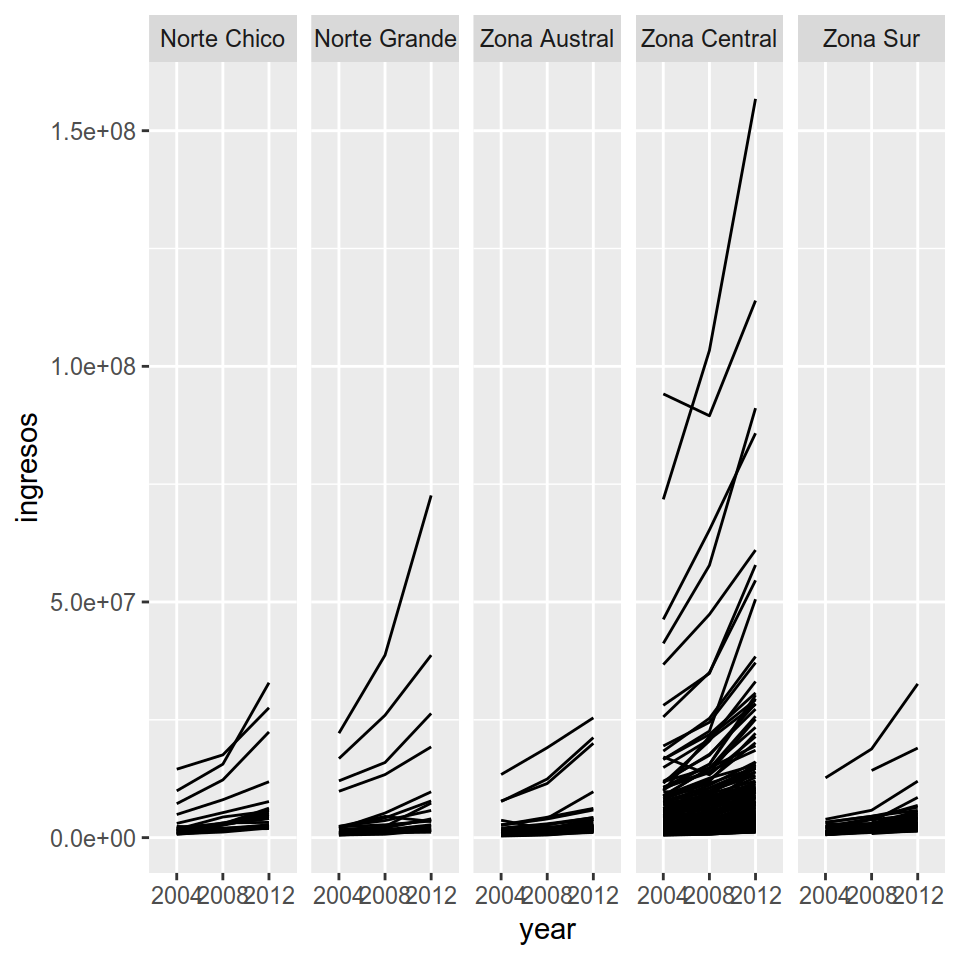 Norte Chico Norte Grande Zona Austral Zona Central Zona Sur
1.5e+08
1.0e+08
5.0e+07
0.0e+00
ingresos
2004 2008 2012 2004 2008 2012 2004 2008 2012 2004 2008 2012 2004 2008 2012
year